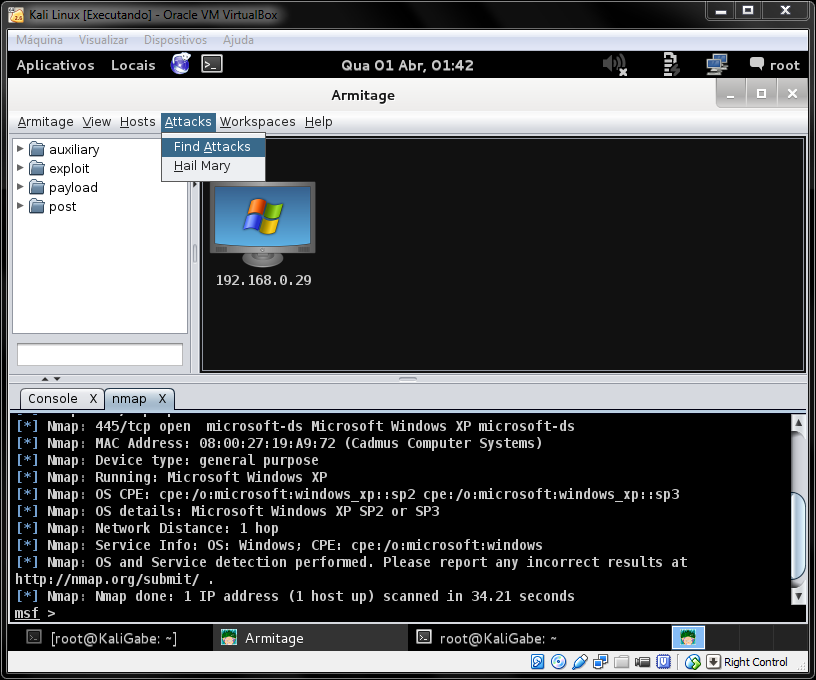 Kali Linux [Executando] - Oracle VM VirtualBox
Máquina Visualizar Dispositivos Ajuda
Aplicativos Locais Qua 01 Abr, 01:42 root
Armitage
Armitage View Hosts Attacks Workspaces Help
Find Attacks
Hail Mary
auxiliary
exploit
payload
post
192.168.0.29
Console X nmap X
[*] Nmap: 445/tcp open microsoft-ds Microsoft Windows XP microsoft-ds
[*] Nmap: MAC Address: 08:00:27:19:A9:72 (Cadmus Computer Systems)
[*] Nmap: Device type: general purpose
[*] Nmap: Running: Microsoft Windows XP
[*] Nmap: OS CPE: cpe:/o:microsoft:windows_xp::sp2 cpe:/o:microsoft:windows_xp::sp3
[*] Nmap: OS details: Microsoft Windows XP SP2 or SP3
[*] Nmap: Network Distance: 1 hop
[*] Nmap: Service Info: OS: Windows; CPE: cpe:/o:microsoft:windows
[*] Nmap: OS and Service detection performed. Please report any incorrect results at
http://nmap.org/submit/ .
[*] Nmap: Nmap done: 1 IP address (1 host up) scanned in 34.21 seconds
msf >
[root@KaliGabe: ~] Armitage root@KaliGabe: ~
Right Control